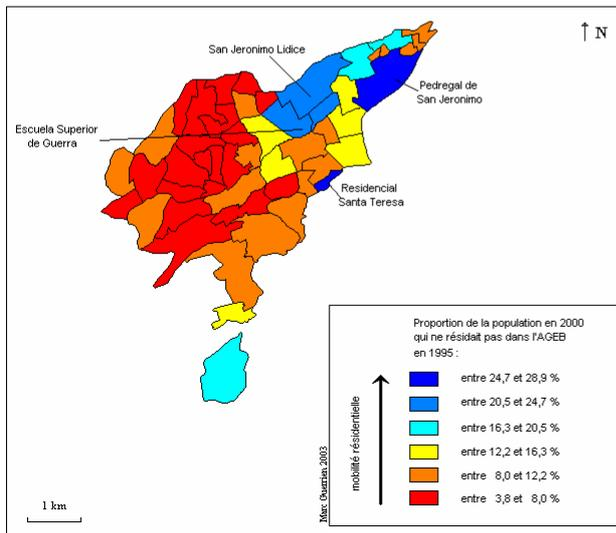 N
San Jeronimo Lidice
Pedregal de
San Jeronimo
Escuela Superior
de Guerra
Residencial
Santa Teresa
Proportion de la population en 2000
qui ne résidait pas dans l'AGEB
en 1995 :
entre 24,7 et 28,9 %
entre 20,5 et 24,7 %
entre 16,3 et 20,5 %
entre 12,2 et 16,3 %
entre 8,0 et 12,2 %
entre 3,8 et 8,0 %
mobilité résidentielle
Marc Guerrien 2003
1 km